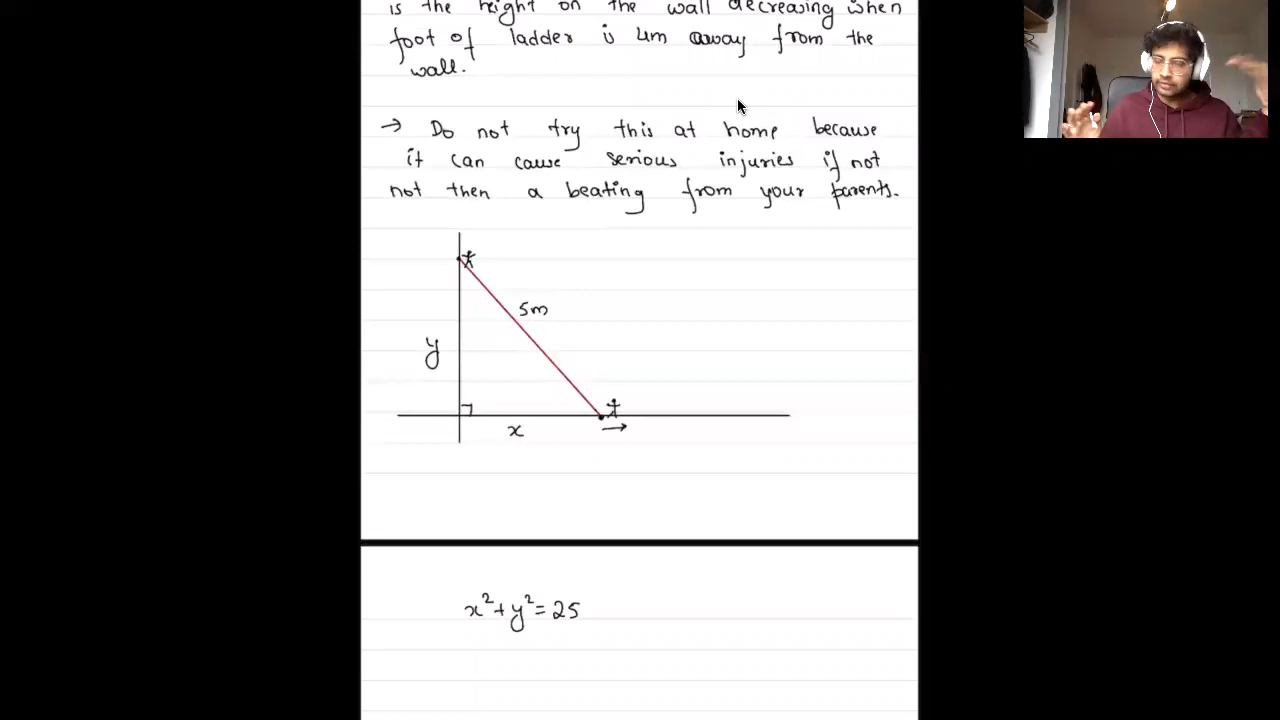 is the height on the wall decreasing when
foot of ladder is 4m away from the
wall.
→ Do not try this at home because
it can cause serious injuries if not
not then a beating from your parents.
5m
y
x
x²+y²=25